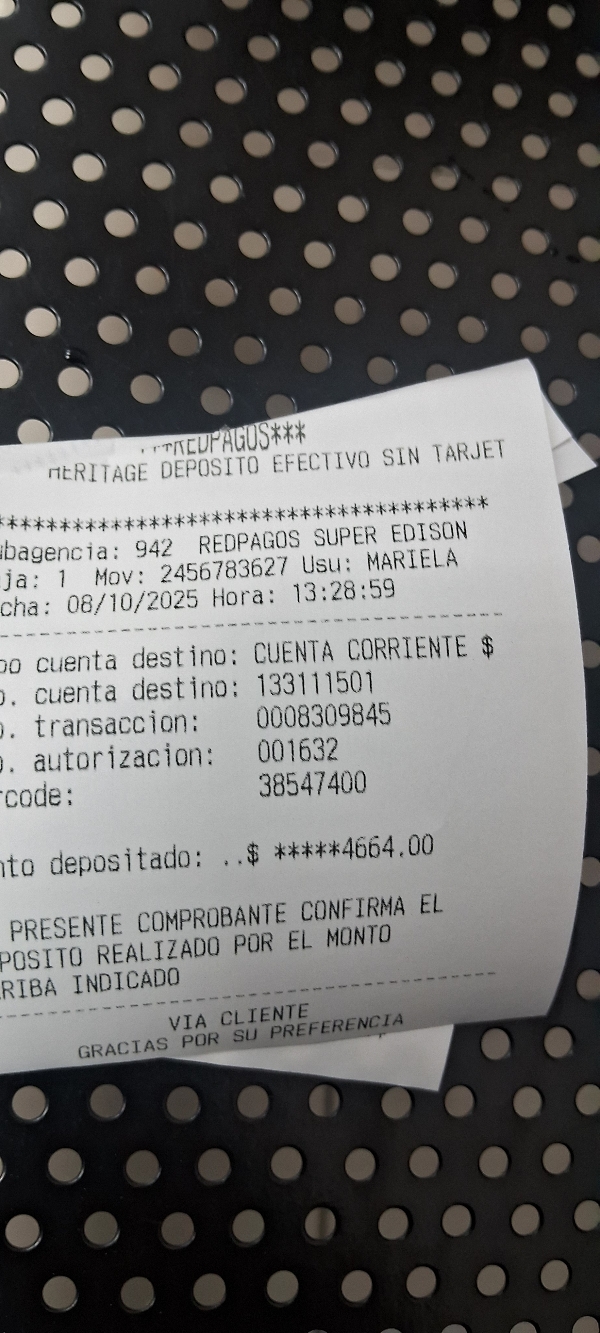 ***REDPAGOS***
HERITAGE DEPOSITO EFECTIVO SIN TARJET
****************************************
ubagencia: 942 REDPAGOS SUPER EDISON
ja: 1 Mov: 2456783627 Usu: MARIELA
cha: 08/10/2025 Hora: 13:28:59
----------------------------------------
po cuenta destino: CUENTA CORRIENTE $
o. cuenta destino: 133111501
o. transaccion: 0008309845
o. autorizacion: 001632
rcode: 38547400
nto depositado: ..$ *****4664.00
PRESENTE COMPROBANTE CONFIRMA EL
POSITO REALIZADO POR EL MONTO
RIBA INDICADO
----------------------------------------
VIA CLIENTE
GRACIAS POR SU PREFERENCIA